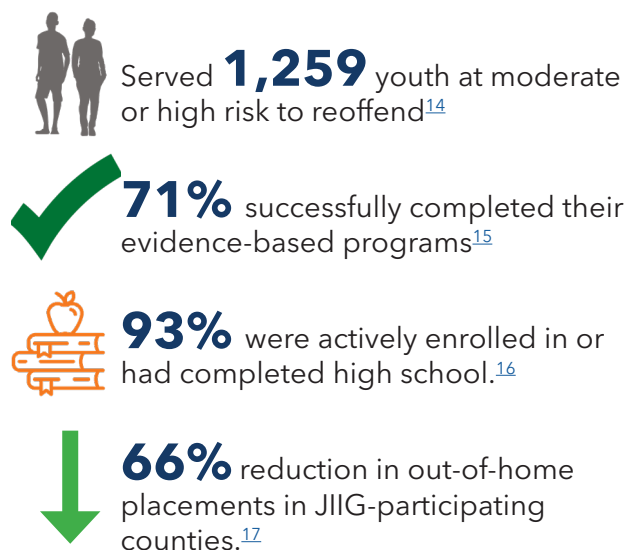 Served 1,259 youth at moderate
or high risk to reoffend14
71% successfully completed their
evidence-based programs15
93% were actively enrolled in or
had completed high school.16
66% reduction in out-of-home
placements in JIIG-participating
counties.17